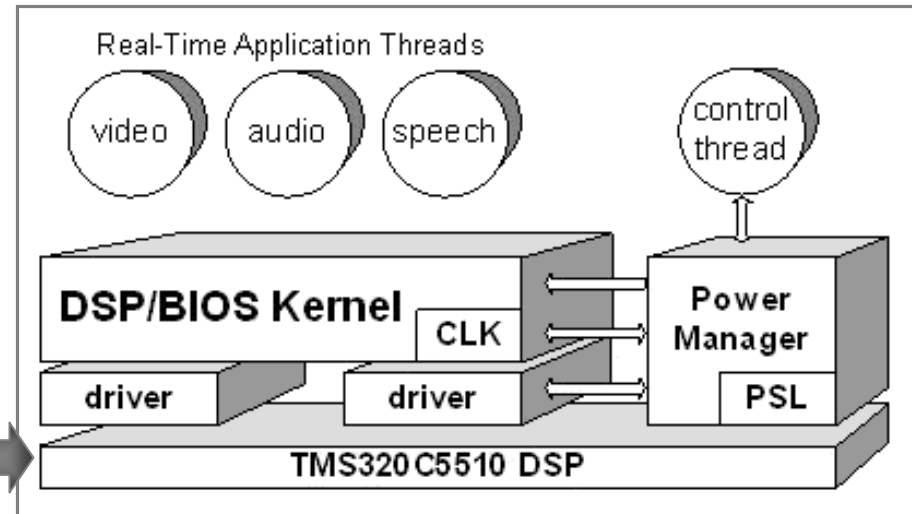 Real-Time Application Threads
video
audio
speech
control
thread
DSP/BIOS Kernel
CLK
Power
Manager
driver
driver
PSL
TMS320C5510 DSP